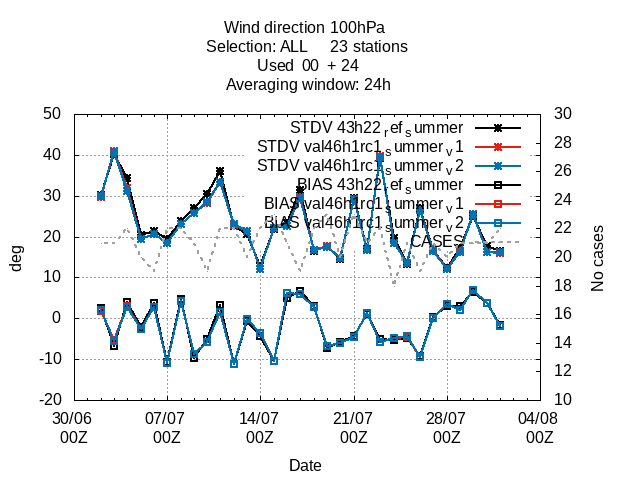 Wind direction 100hPa
Selection: ALL 23 stations
Used 00 + 24
Averaging window: 24h
50
40
30
20
10
0
-10
-20
deg
STDV 43h22_ref_summer
STDV val46h1rc1_summer_v1
STDV val46h1rc1_summer_v2
BIAS 43h22_ref_summer
BIAS val46h1rc1_summer_v1
BIAS val46h1rc1_summer_v2
CASES
30
28
26
24
22
20
18
16
14
12
10
No cases
30/06 07/07 14/07 21/07 28/07 04/08
00Z 00Z 00Z 00Z 00Z 00Z
Date